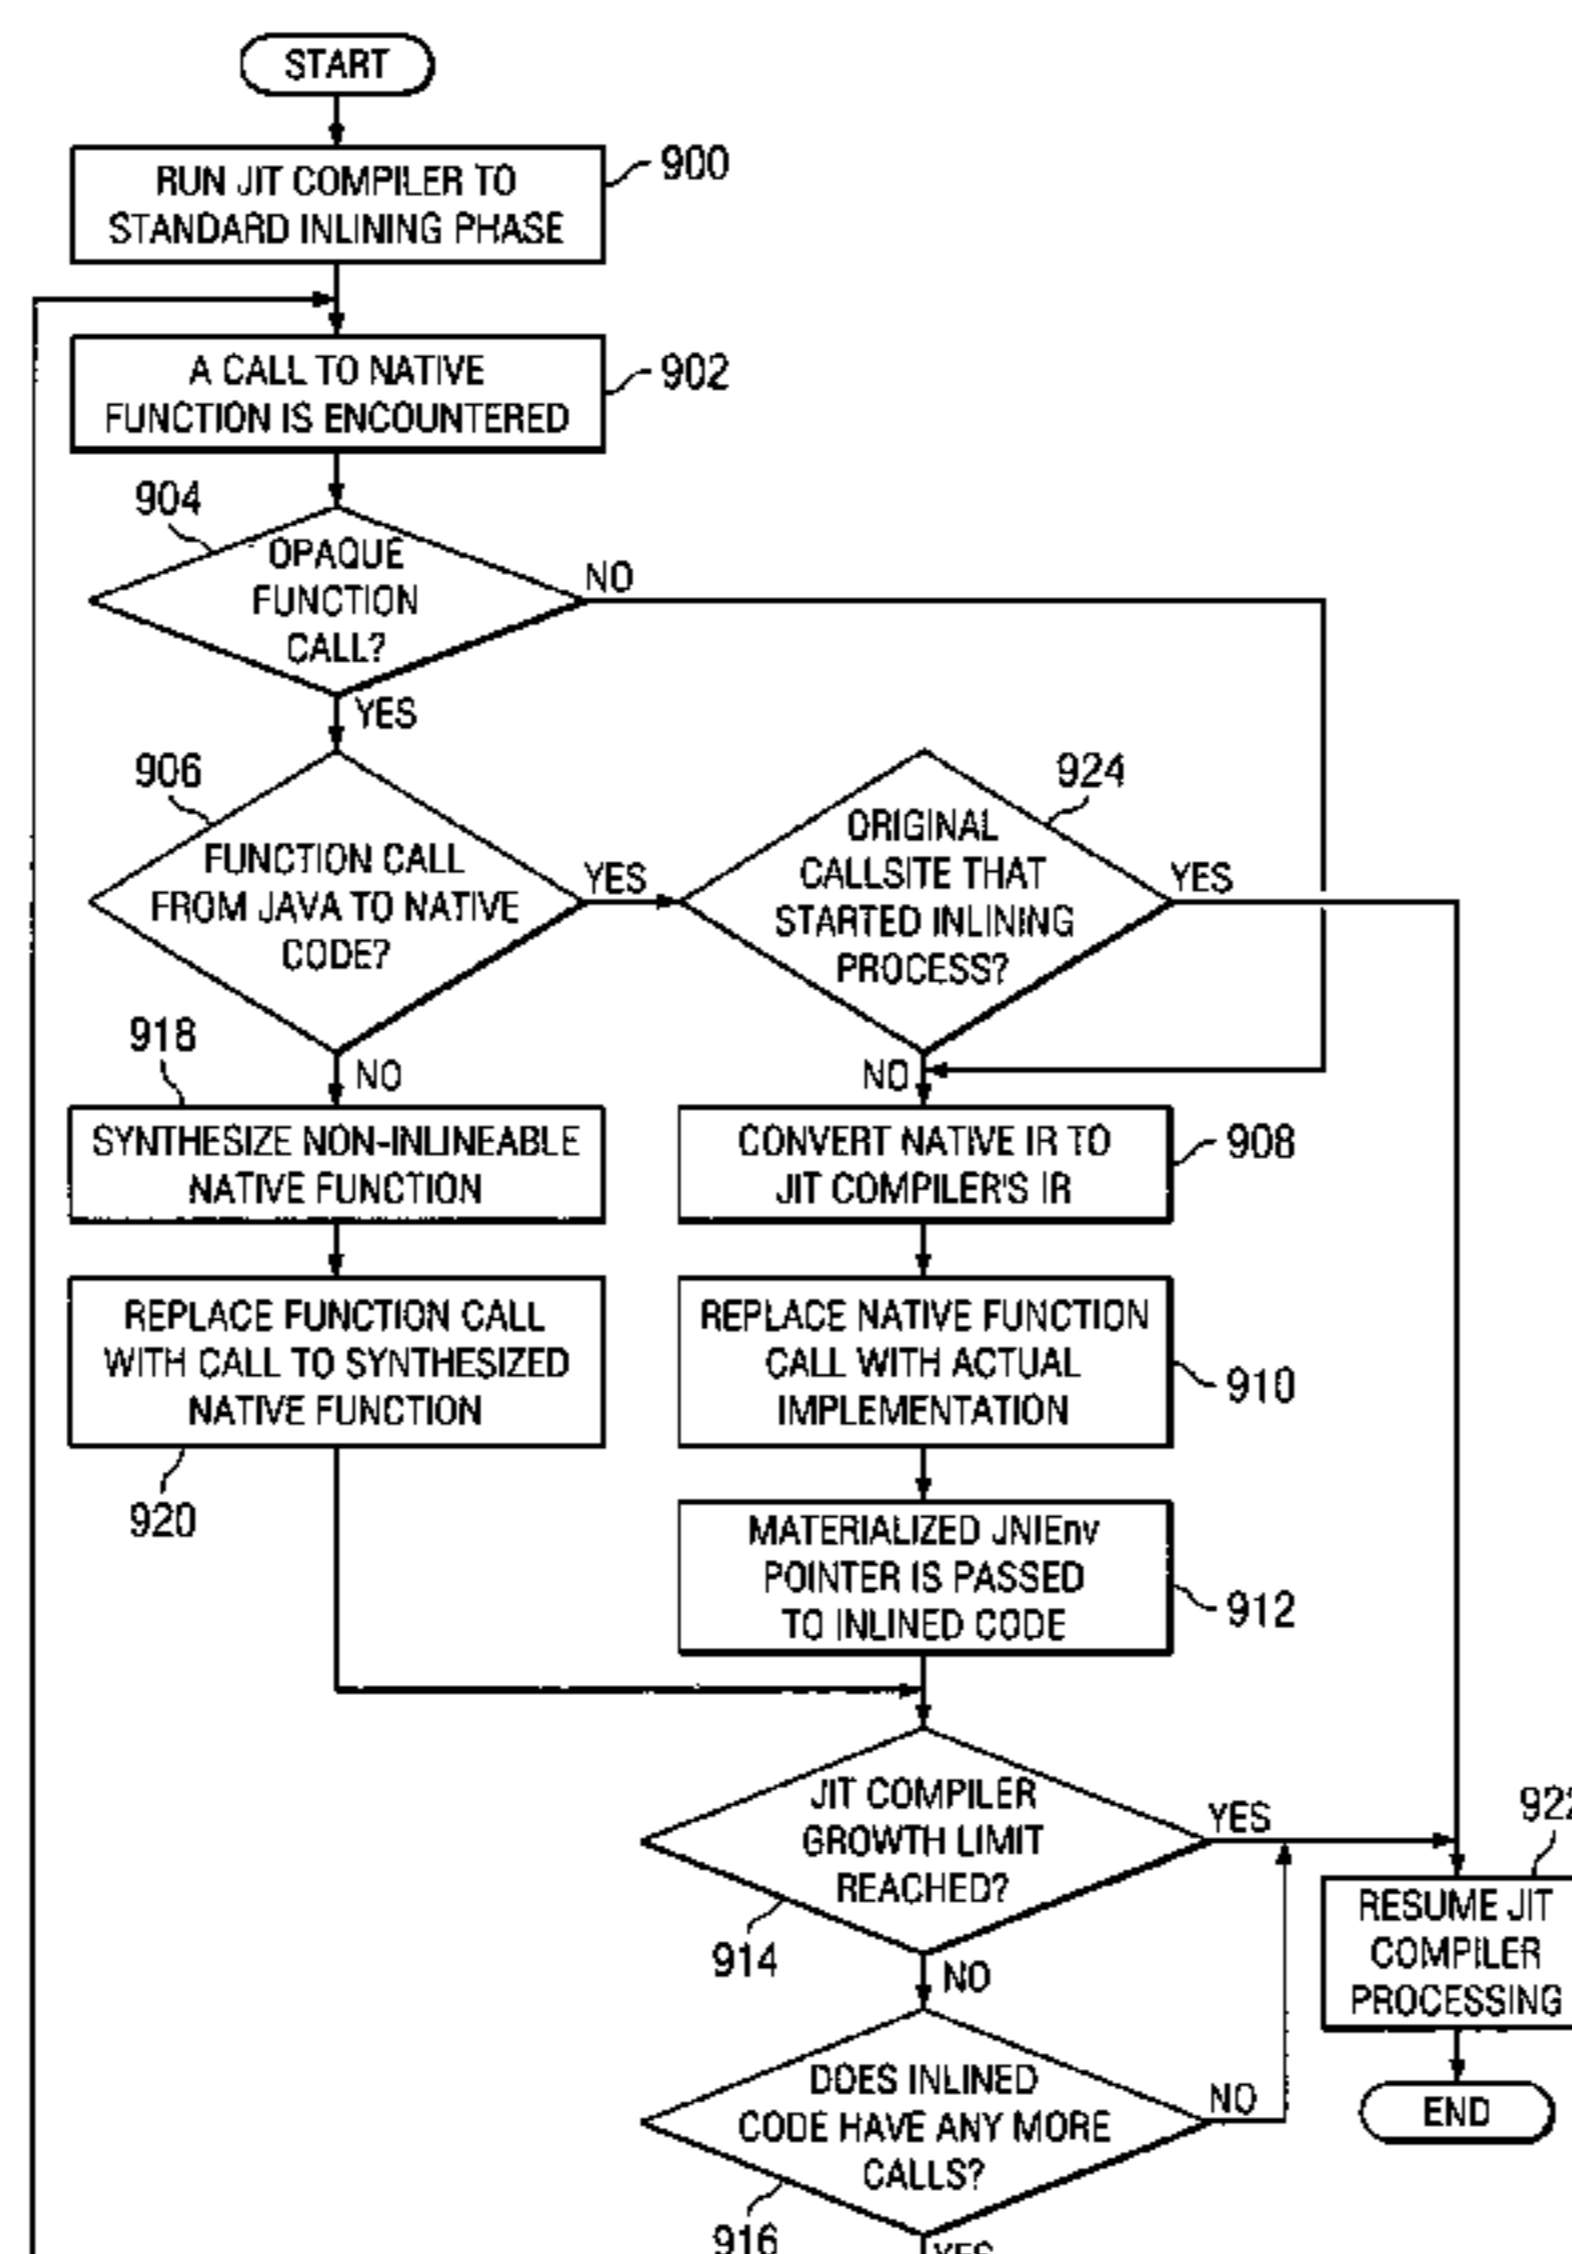 START
RUN JIT COMPILER TO
STANDARD INLINING PHASE
900
A CALL TO NATIVE
FUNCTION IS ENCOUNTERED
902
904
OPAQUE
FUNCTION
CALL?
NO
YES
906
FUNCTION CALL
FROM JAVA TO NATIVE
CODE?
YES
NO
924
ORIGINAL
CALLSITE THAT
STARTED INLINING
PROCESS?
YES
NO
918
SYNTHESIZE NON-INLINEABLE
NATIVE FUNCTION
CONVERT NATIVE IR TO
JIT COMPILER'S IR
908
REPLACE FUNCTION CALL
WITH CALL TO SYNTHESIZED
NATIVE FUNCTION
920
REPLACE NATIVE FUNCTION
CALL WITH ACTUAL
IMPLEMENTATION
910
MATERIALIZED JNIEnv
POINTER IS PASSED
TO INLINED CODE
912
JIT COMPILER
GROWTH LIMIT
REACHED?
YES
914
NO
922
RESUME JIT
COMPILER
PROCESSING
DOES INLINED
CODE HAVE ANY MORE
CALLS?
NO
END
916
YES